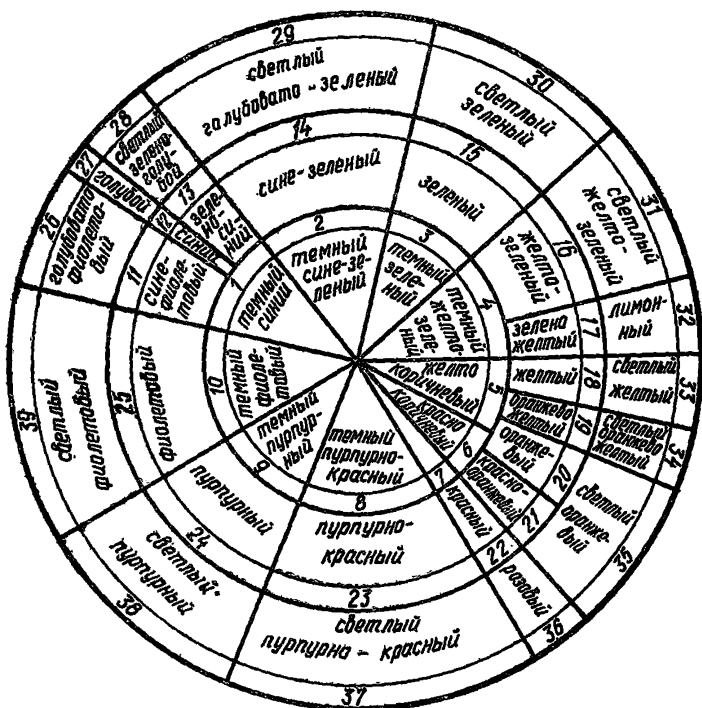 29
светлый
голубовато-зеленый
30
светлый
зеленый
31
светлый
желто-
зеленый
32
лимон-
ный
33
светлый
желтый
34
светлый
оранжево
желтый
35
светлый
оранже-
вый
36
розовый
37
светлый
пурпурна - красный
38
светлый-
пурпурный
39
светлый
фиолетовый
26
голубовато
фиолето-
вый
27
голубой
28
светлый
зелено-
голу-
бой
14
сине-зеленый
15
зеленый
16
желто-
зеленый
17
зелено
желтый
18
желтый
19
оранжево
желтый
20
оранже-
вый
21
красно-
оранжевый
22.
красный
23
пурпурно-
красный
24
пурпурный
25
фиолетовый
11
сине-
фиоле-
товый
12
синий
13
зеле-
но-
си-
ний
1
темный
синий
2
темный
сине-зе-
леный
3
темный
зеле-
ный
4
темный
желто-
зеле-
ный
5
желто
коричневый
6
красно
коричневый
7
8
темный
пурпурно-
красный
9
темный
пурпур-
ный
10
темный
фиоле-
товый